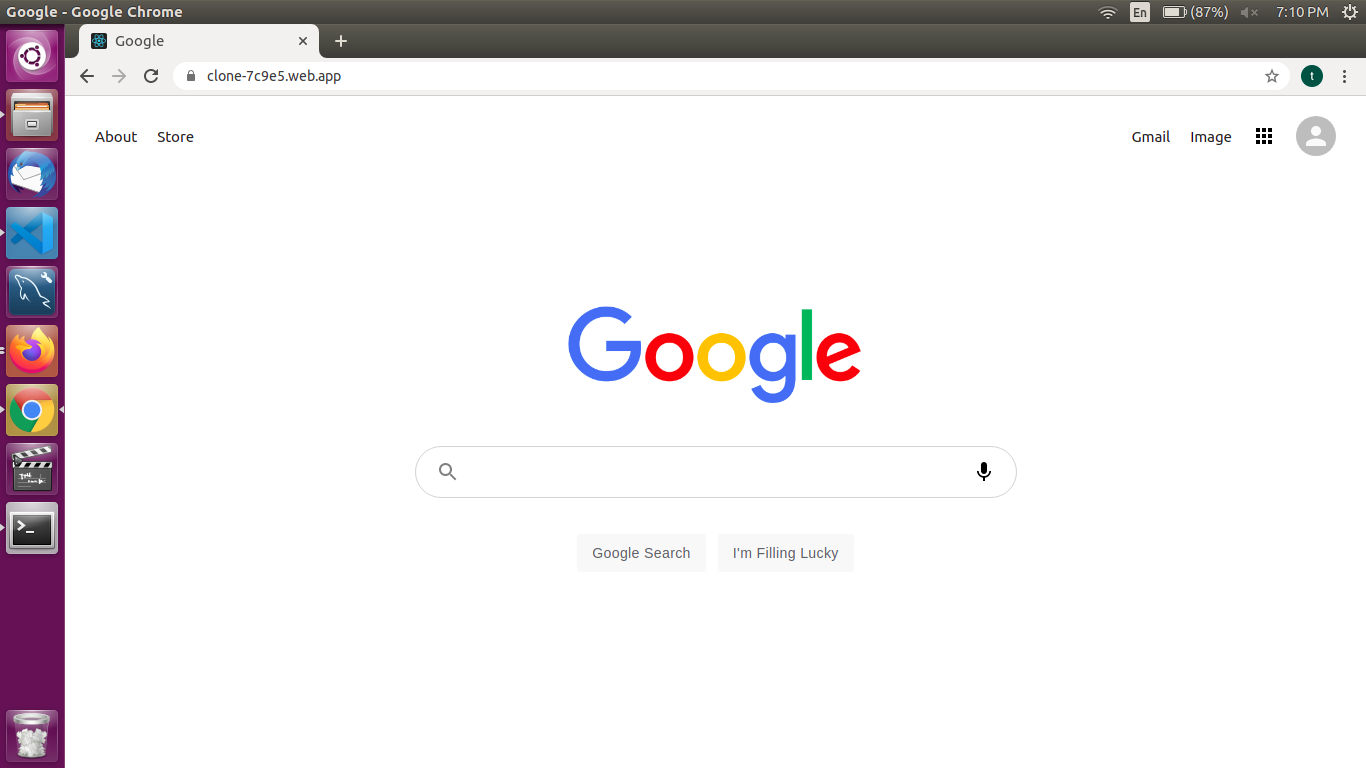 Google - Google Chrome
En
(87%)
7:10 PM
Google
clone-7c9e5.web.app
t
About
Store
Gmail
Image
Google
Google Search
I'm Filling Lucky